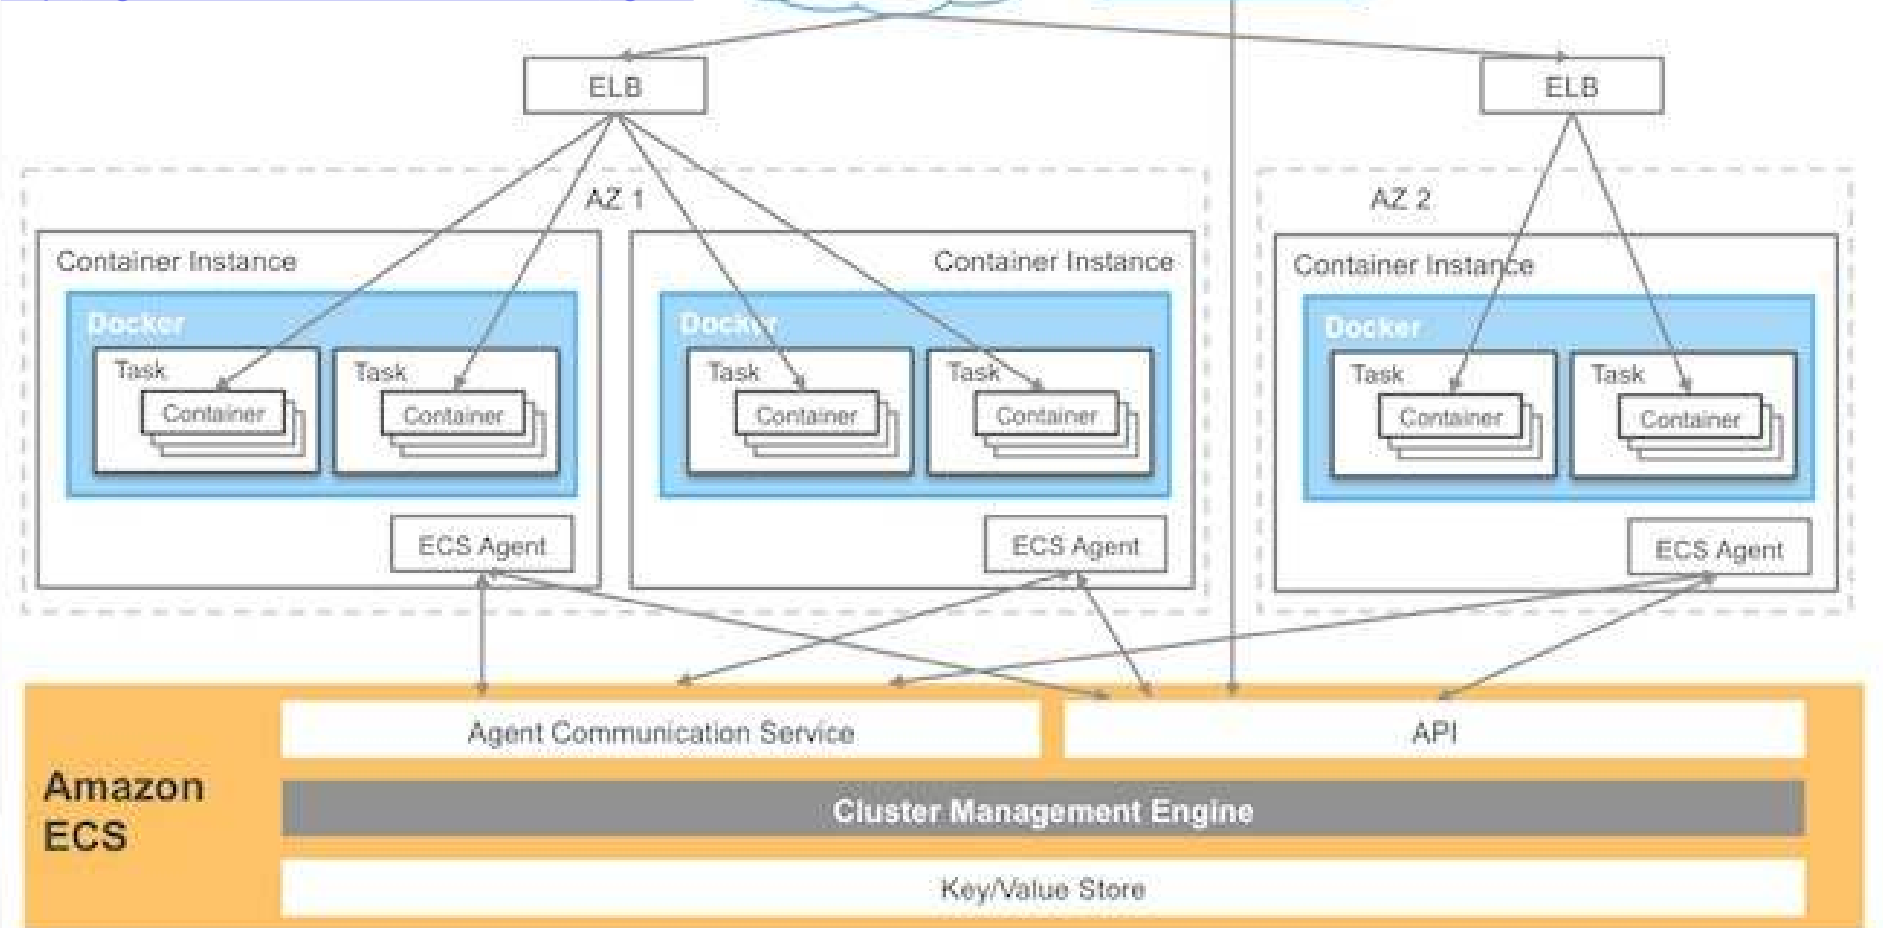 ELB
ELB
AZ 1
AZ 2
Container Instance
Container Instance
Container Instance
Docker
Docker
Docker
Task
Task
Task
Task
Task
Task
Container
Container
Container
Container
Container
Container
ECS Agent
ECS Agent
ECS Agent
Agent Communication Service
API
Amazon
ECS
Cluster Management Engine
Key/Value Store